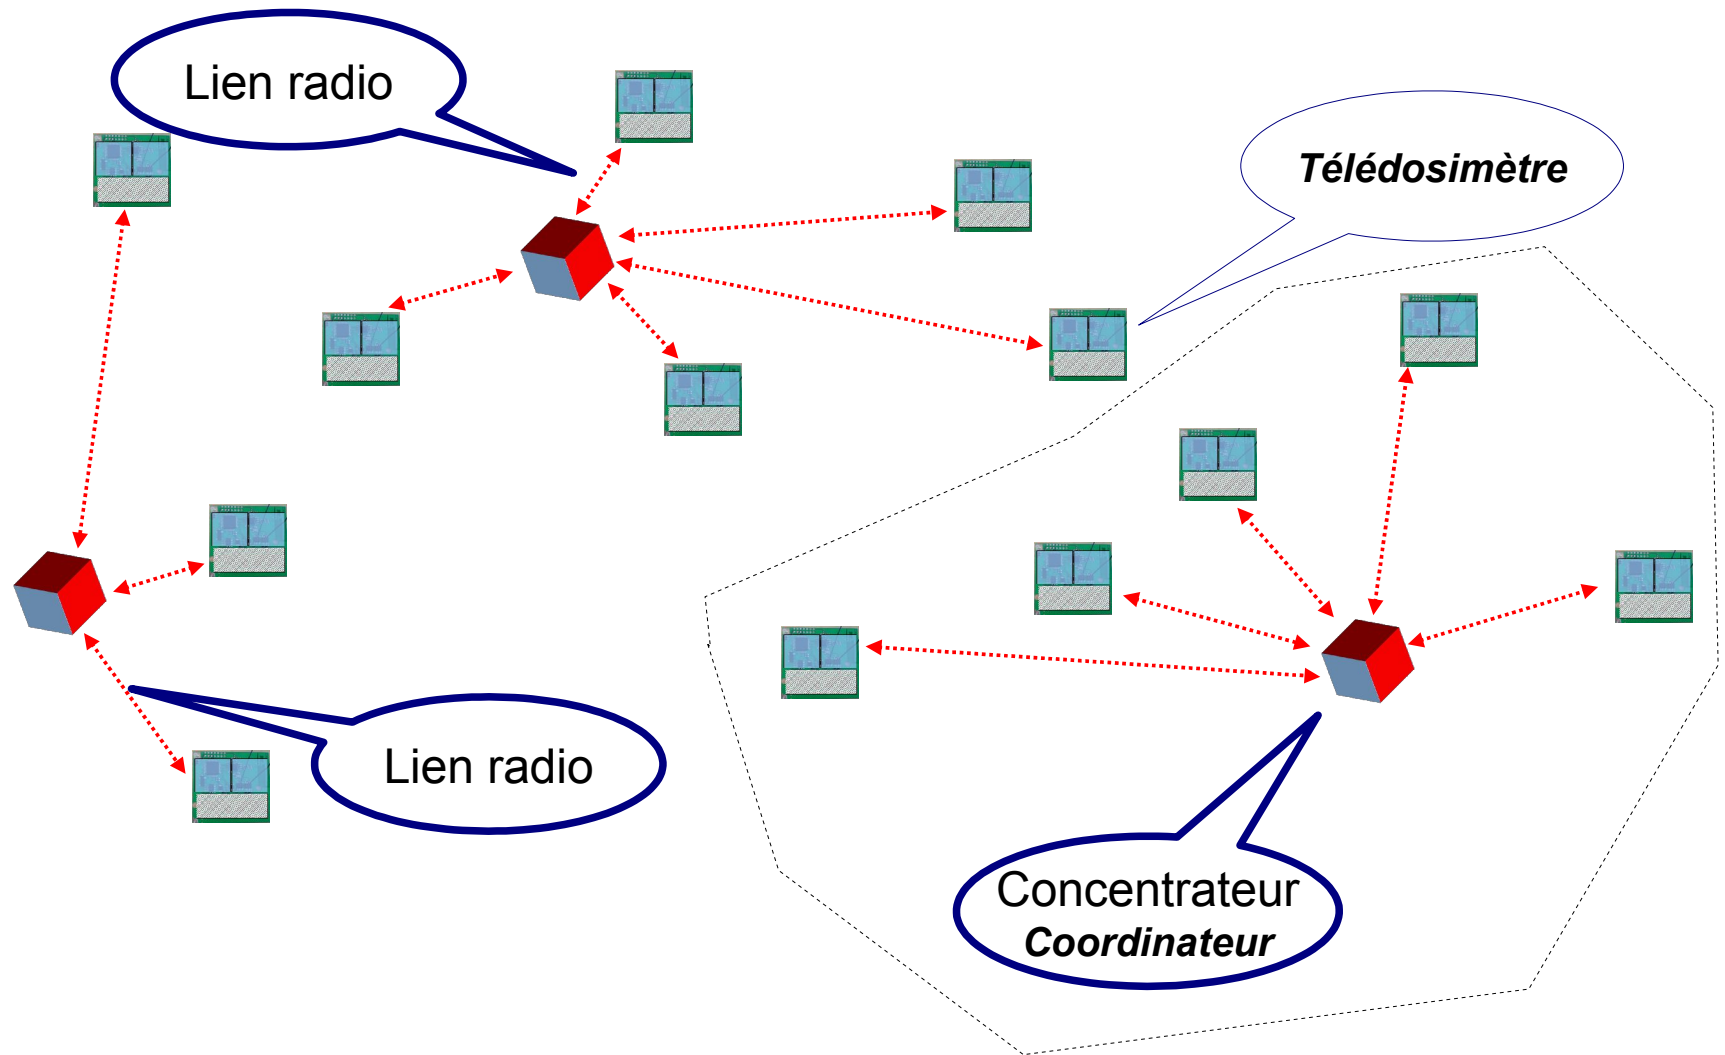 Lien radio
Télédosimètre
Lien radio
Concentrateur
Coordinateur